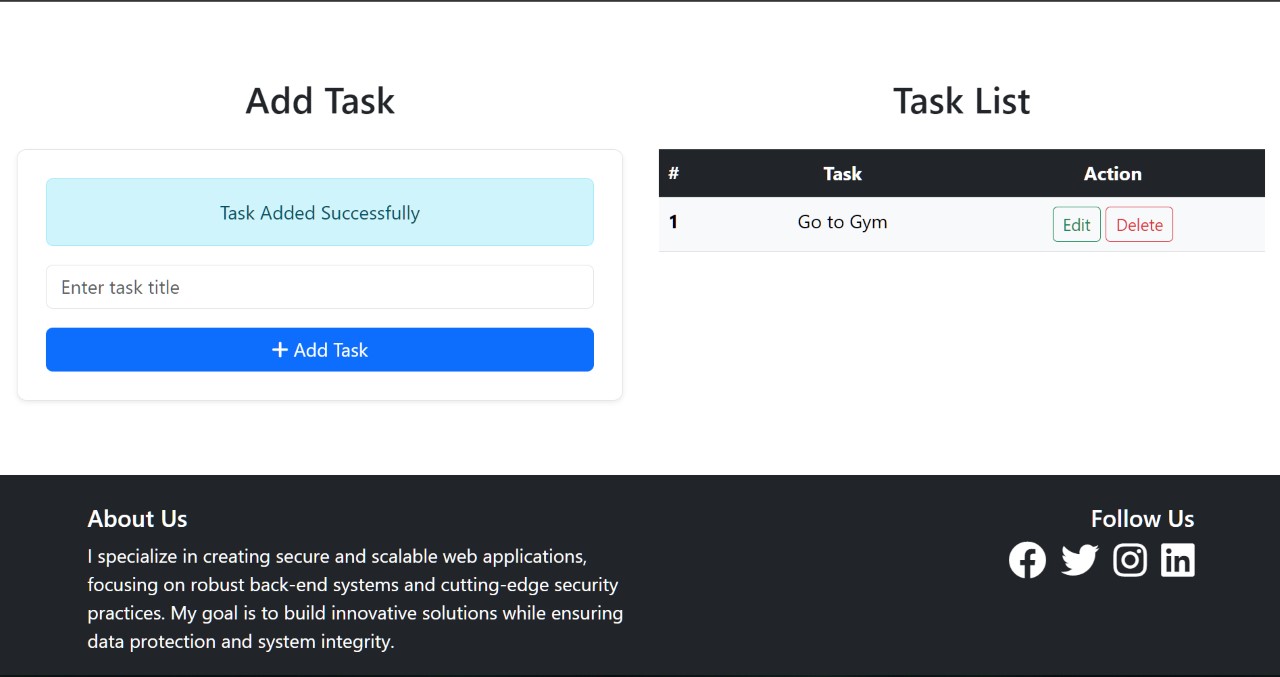 Add Task
Task Added Successfully
Enter task title
Add Task
Task List
# Task Action
1 Go to Gym Edit Delete
About Us
I specialize in creating secure and scalable web applications,
focusing on robust back-end systems and cutting-edge security
practices. My goal is to build innovative solutions while ensuring
data protection and system integrity.
Follow Us